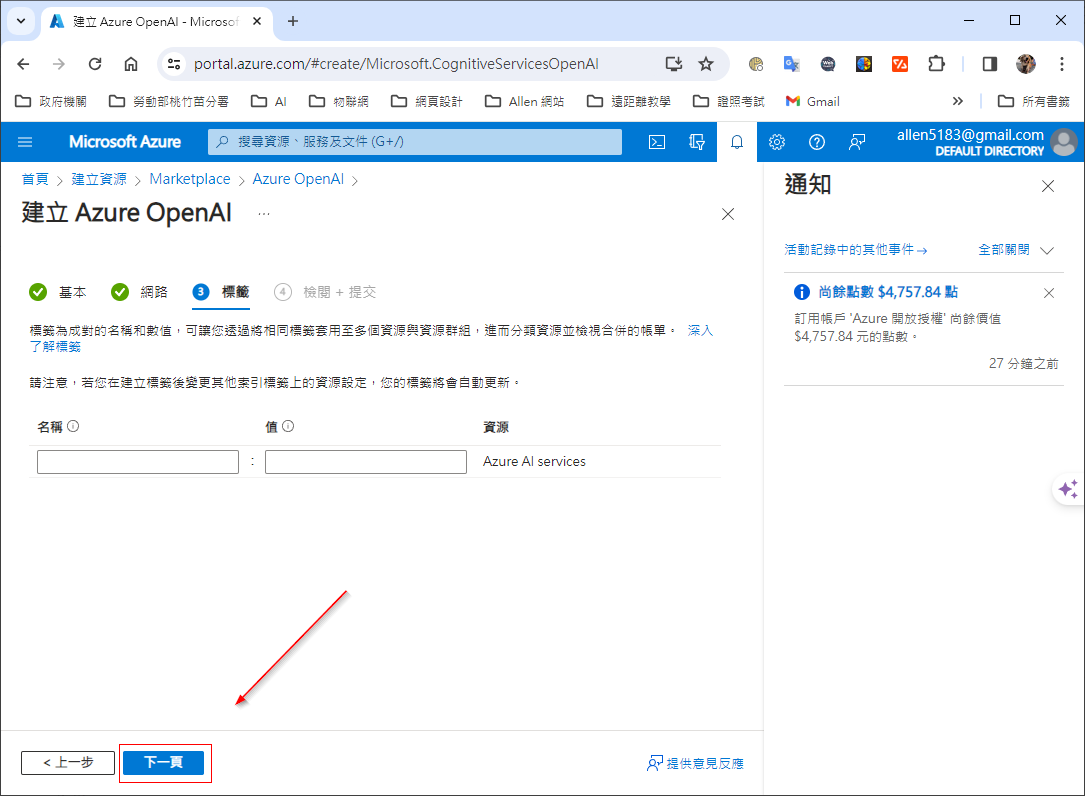 建立 Azure OpenAI - Microsof
portal.azure.com/#create/Microsoft.CognitiveServicesOpenAI
政府機關 勞動部桃竹苗分署 AI 物聯網 網頁設計 Allen 網站 遠距離教學 證照考試 Gmail 所有書籤
Microsoft Azure
搜尋資源、服務及文件 (G+/)
allen5183@gmail.com
DEFAULT DIRECTORY
首頁 > 建立資源 > Marketplace > Azure OpenAI >
建立 Azure OpenAI ...
基本 網路 3 標籤 4 檢閱 + 提交
標籤為成對的名稱和數值，可讓您透過將相同標籤套用至多個資源與資源群組，進而分類資源並檢視合併的帳單。 深入
了解標籤
請注意，若您在建立標籤後變更其他索引標籤上的資源設定，您的標籤將會自動更新。
名稱 值 資源
: Azure AI services
< 上一步 下一頁 提供意見反應
通知
活動記錄中的其他事件→ 全部關閉
尚餘點數 $4,757.84 點
訂用帳戶 'Azure 開放授權' 尚餘價值
$4,757.84 元的點數。
27 分鐘之前